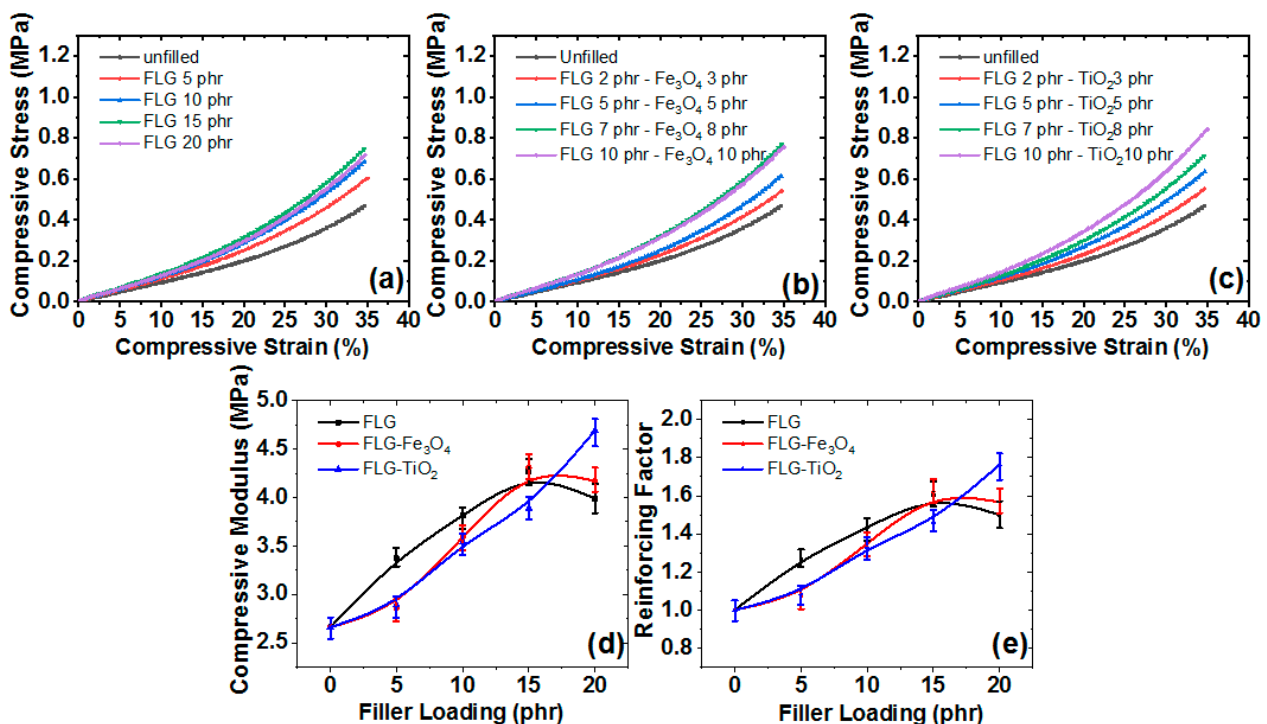 Compressive Stress (MPa)
1.2
1.0
0.8
0.6
0.4
0.2
0.0
unfilled
FLG 5 phr
FLG 10 phr
FLG 15 phr
FLG 20 phr
(a)
0 5 10 15 20 25 30 35 40
Compressive Strain (%)
Compressive Stress (MPa)
1.2
1.0
0.8
0.6
0.4
0.2
0.0
Unfilled
FLG 2 phr - Fe₃O₄ 3 phr
FLG 5 phr - Fe₃O₄ 5 phr
FLG 7 phr - Fe₃O₄ 8 phr
FLG 10 phr - Fe₃O₄ 10 phr
(b)
0 5 10 15 20 25 30 35 40
Compressive Strain (%)
Compressive Stress (MPa)
1.2
1.0
0.8
0.6
0.4
0.2
0.0
unfilled
FLG 2 phr - TiO₂3 phr
FLG 5 phr - TiO₂5 phr
FLG 7 phr - TiO₂8 phr
FLG 10 phr - TiO₂10 phr
(c)
0 5 10 15 20 25 30 35 40
Compressive Strain (%)
Compressive Modulus (MPa)
5.0
4.5
4.0
3.5
3.0
2.5
FLG
FLG-Fe₃O₄
FLG-TiO₂
(d)
0 5 10 15 20
Filler Loading (phr)
Reinforcing Factor
2.0
1.8
1.6
1.4
1.2
1.0
0.8
FLG
FLG-Fe₃O₄
FLG-TiO₂
(e)
0 5 10 15 20
Filler Loading (phr)